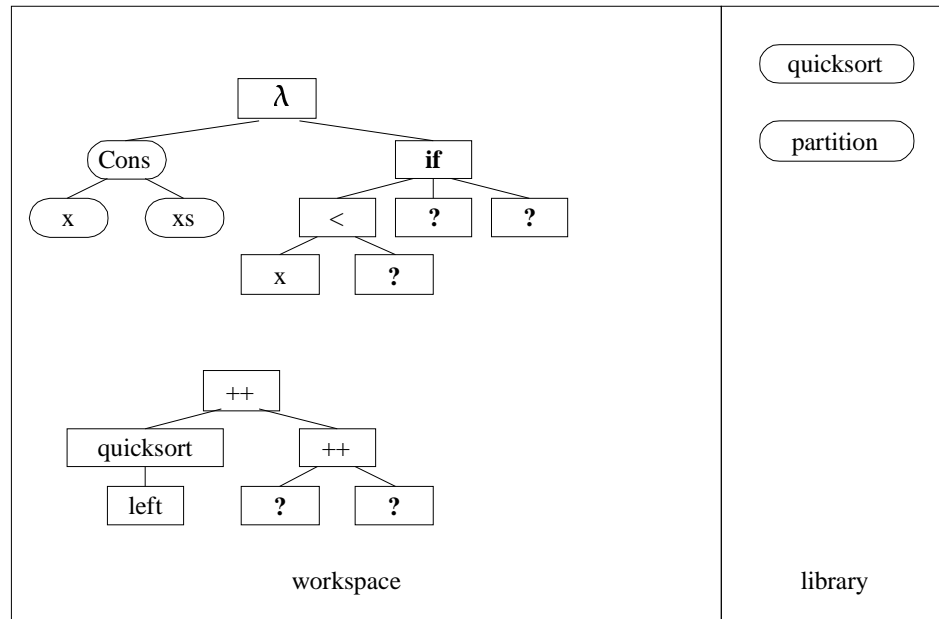 quicksort
λ
partition
Cons if
x xs < ? ?
x ?
++
quicksort ++
left ? ?
workspace library